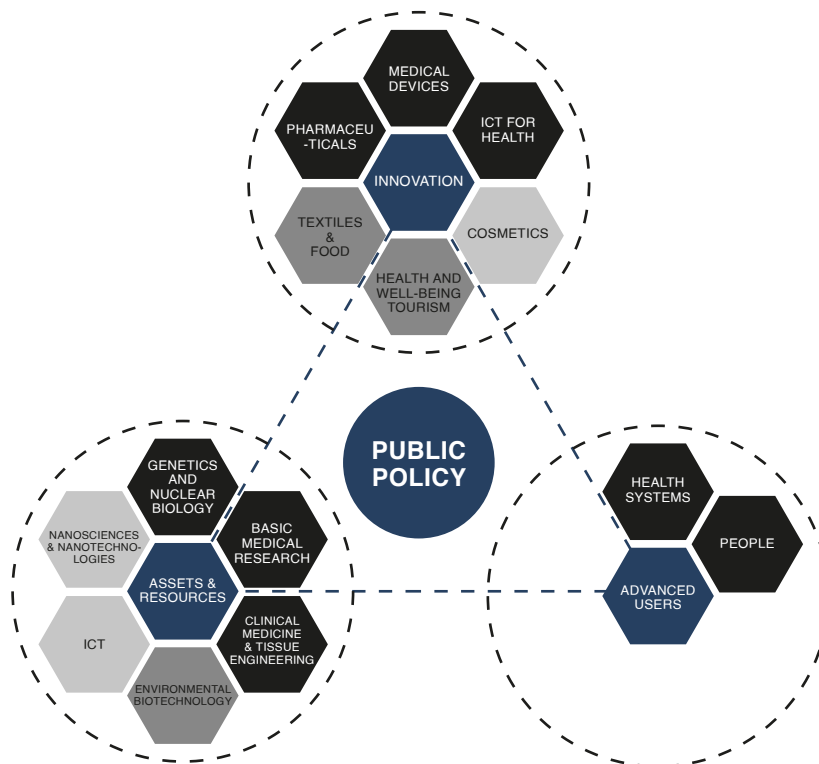 MEDICAL
DEVICES
PHARMACEU
-TICALS
ICT FOR
HEALTH
INNOVATION
TEXTILES
&
FOOD
COSMETICS
HEALTH AND
WELL-BEING
TOURISM
PUBLIC
POLICY
GENETICS
AND
NUCLEAR
BIOLOGY
NANOSCIENCES
& NANOTECHNO-
LOGIES
BASIC
MEDICAL
RESEARCH
ASSETS &
RESOURCES
ICT
CLINICAL
MEDICINE
& TISSUE
ENGINEERING
ENVIRONMENTAL
BIOTECHNOLOGY
HEALTH
SYSTEMS
PEOPLE
ADVANCED
USERS